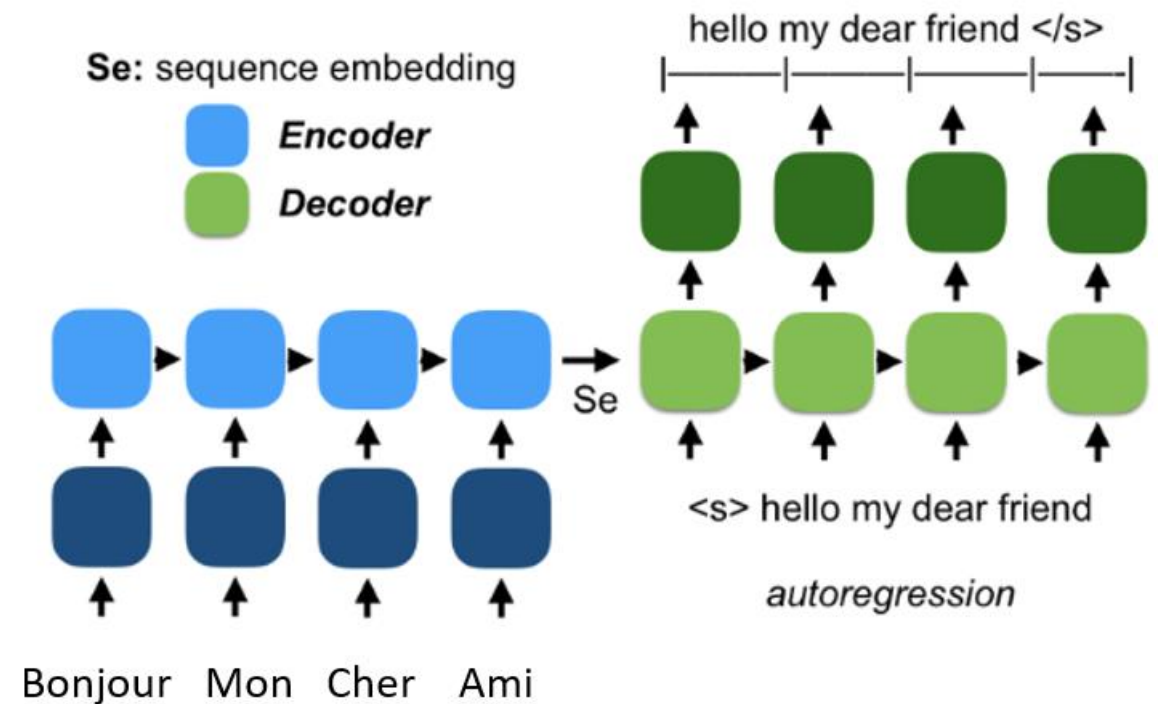 Se: sequence embedding
Encoder
Decoder
hello my dear friend </s>
Se
<s> hello my dear friend
autoregression
Bonjour Mon Cher Ami